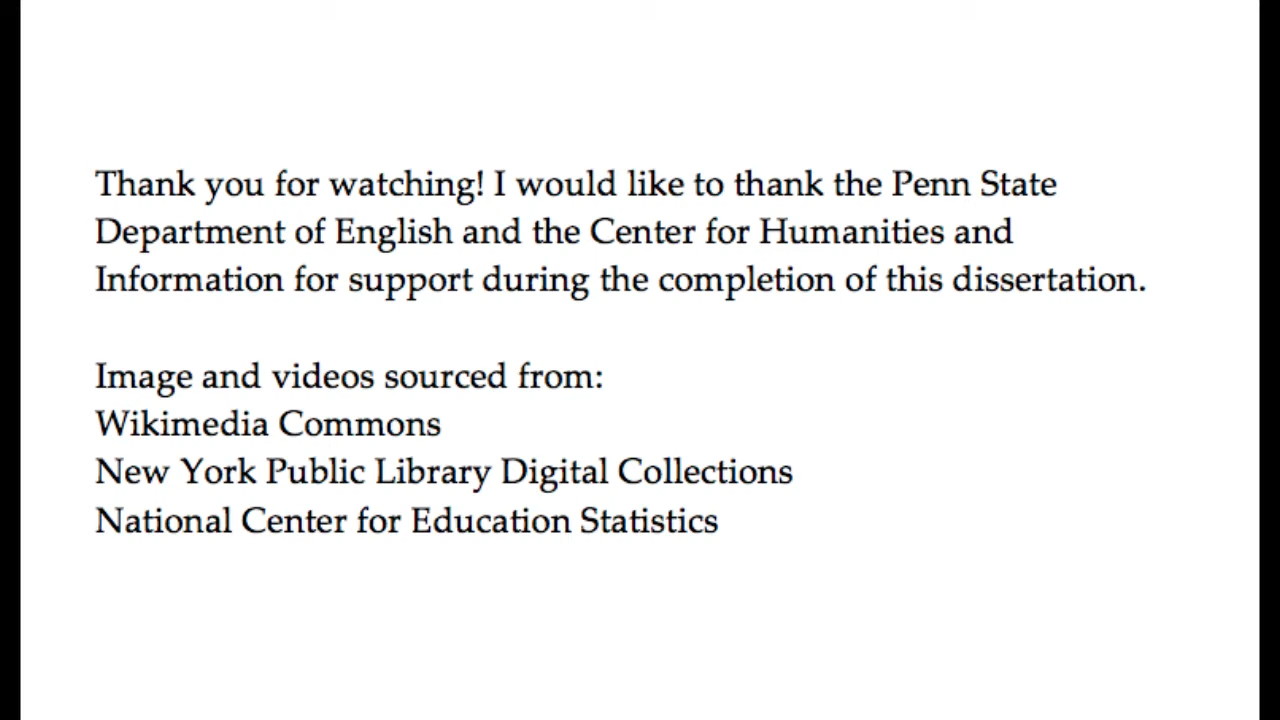 Thank you for watching! I would like to thank the Penn State
Department of English and the Center for Humanities and
Information for support during the completion of this dissertation.
Image and videos sourced from:
Wikimedia Commons
New York Public Library Digital Collections
National Center for Education Statistics